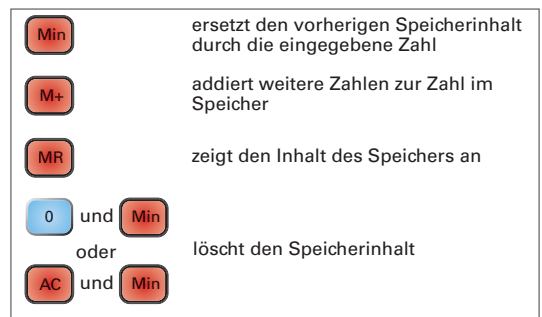 Min
ersetzt den vorherigen Speicherinhalt
durch die eingegebene Zahl
M+
addiert weitere Zahlen zur Zahl im
Speicher
MR
zeigt den Inhalt des Speichers an
0 und Min
oder
AC und Min
löscht den Speicherinhalt